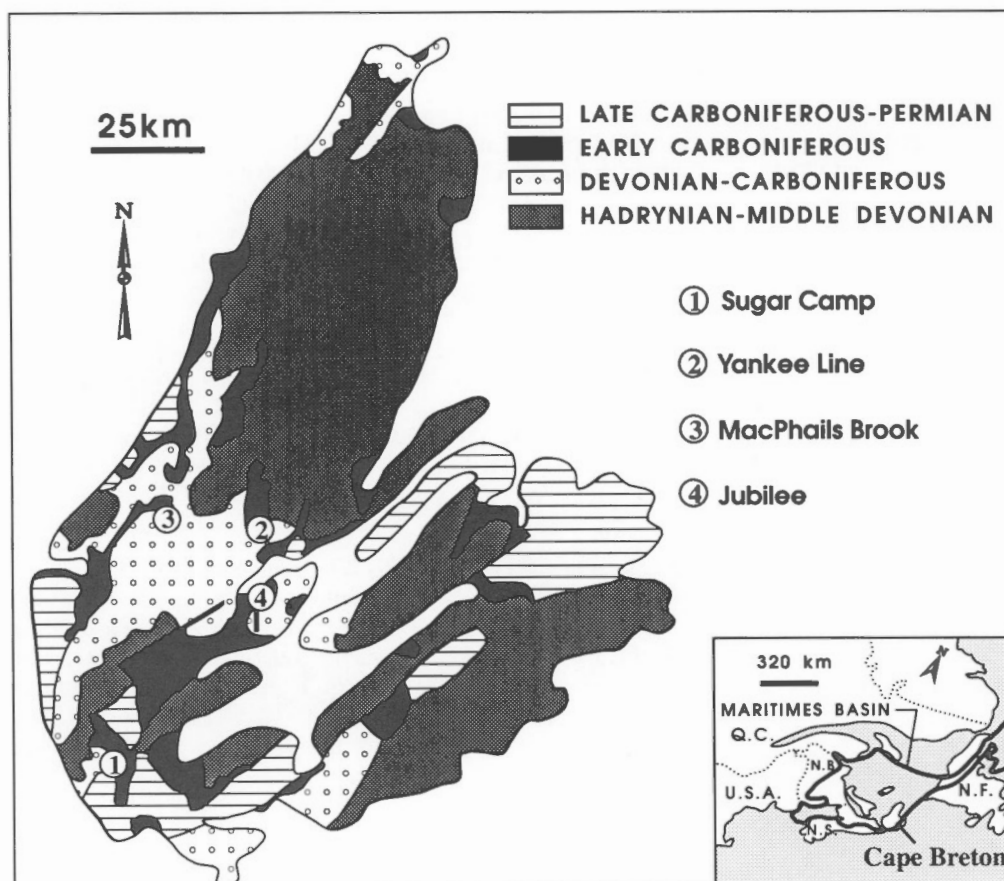 25km
N
LATE CARBONIFEROUS-PERMIAN
EARLY CARBONIFEROUS
DEVONIAN-CARBONIFEROUS
HADRYNIAN-MIDDLE DEVONIAN
① Sugar Camp
② Yankee Line
③ MacPhails Brook
④ Jubilee
3
2
4
1
320 km
N
MARITIMES BASIN
Q.C.
N.B.
U.S.A.
N.F.
N.S.
Cape Breton